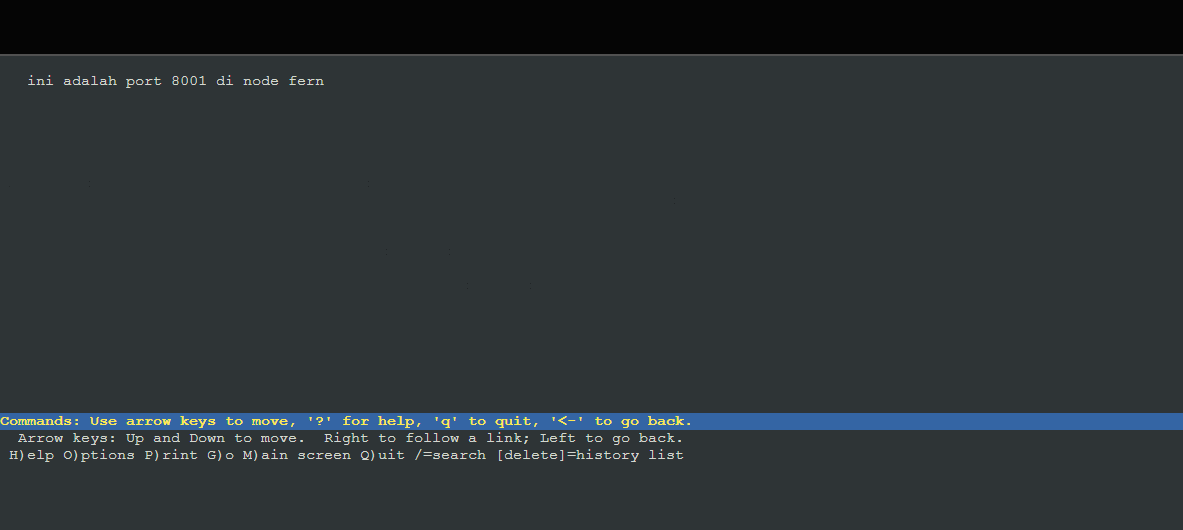 ini adalah port 8001 di node fern
Commands: Use arrow keys to move, '?' for help, 'q' to quit, '<-' to go back.
Arrow keys: Up and Down to move.  Right to follow a link; Left to go back.
H)elp O)ptions P)rint G)o M)ain screen Q)uit /=search [delete]=history list